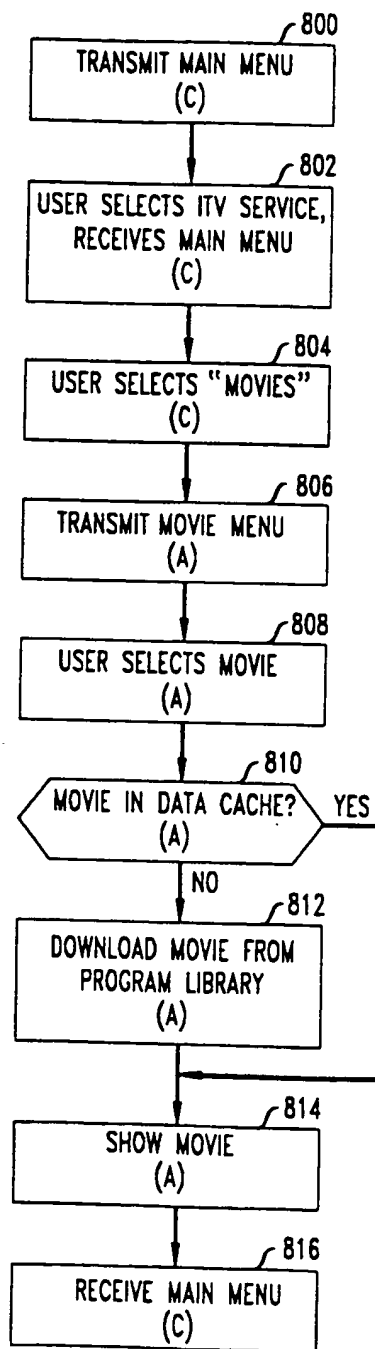 800
TRANSMIT MAIN MENU
(C)
802
USER SELECTS ITV SERVICE,
RECEIVES MAIN MENU
(C)
804
USER SELECTS "MOVIES"
(C)
806
TRANSMIT MOVIE MENU
(A)
808
USER SELECTS MOVIE
(A)
810
MOVIE IN DATA CACHE?
(A)
YES
NO
812
DOWNLOAD MOVIE FROM
PROGRAM LIBRARY
(A)
814
SHOW MOVIE
(A)
816
RECEIVE MAIN MENU
(C)